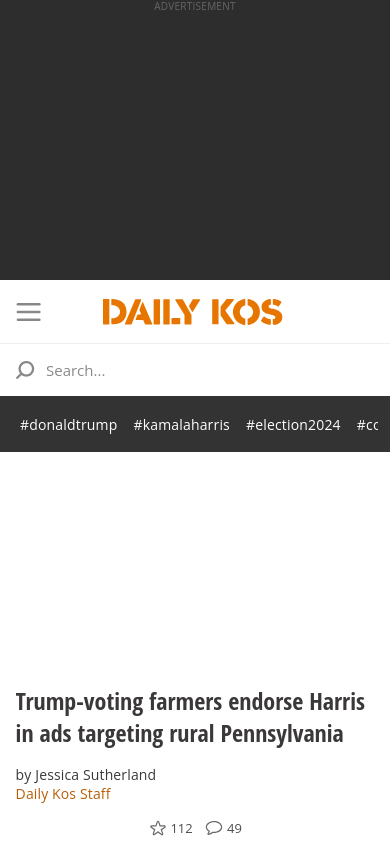 ADVERTISEMENT
DAILY KOS
Search...
#donaldtrump #kamalaharris #election2024
Trump-voting farmers endorse Harris
in ads targeting rural Pennsylvania
by Jessica Sutherland
Daily Kos Staff
112 49